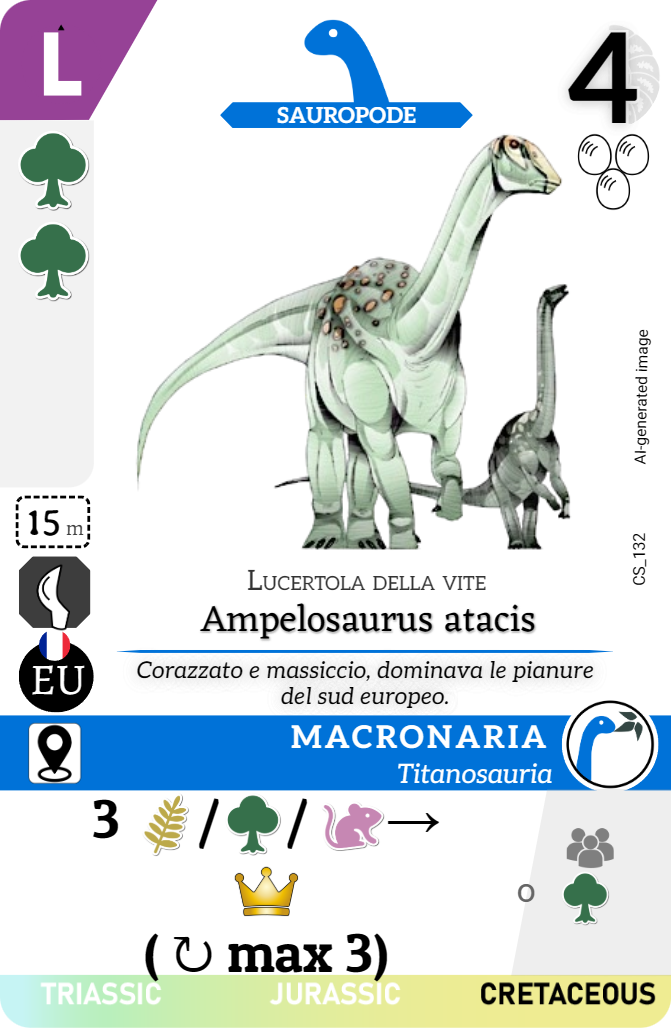 L
SAUROPODE
4
15 m
EU
AI-generated image
CS_132
Lucertola della vite
Ampelosaurus atacis
Corazzato e massiccio, dominava le pianure
del sud europeo.
MACRONARIA
Titanosauria
3 / / →
o
( ↻ max 3)
TRIASSIC JURASSIC CRETACEOUS